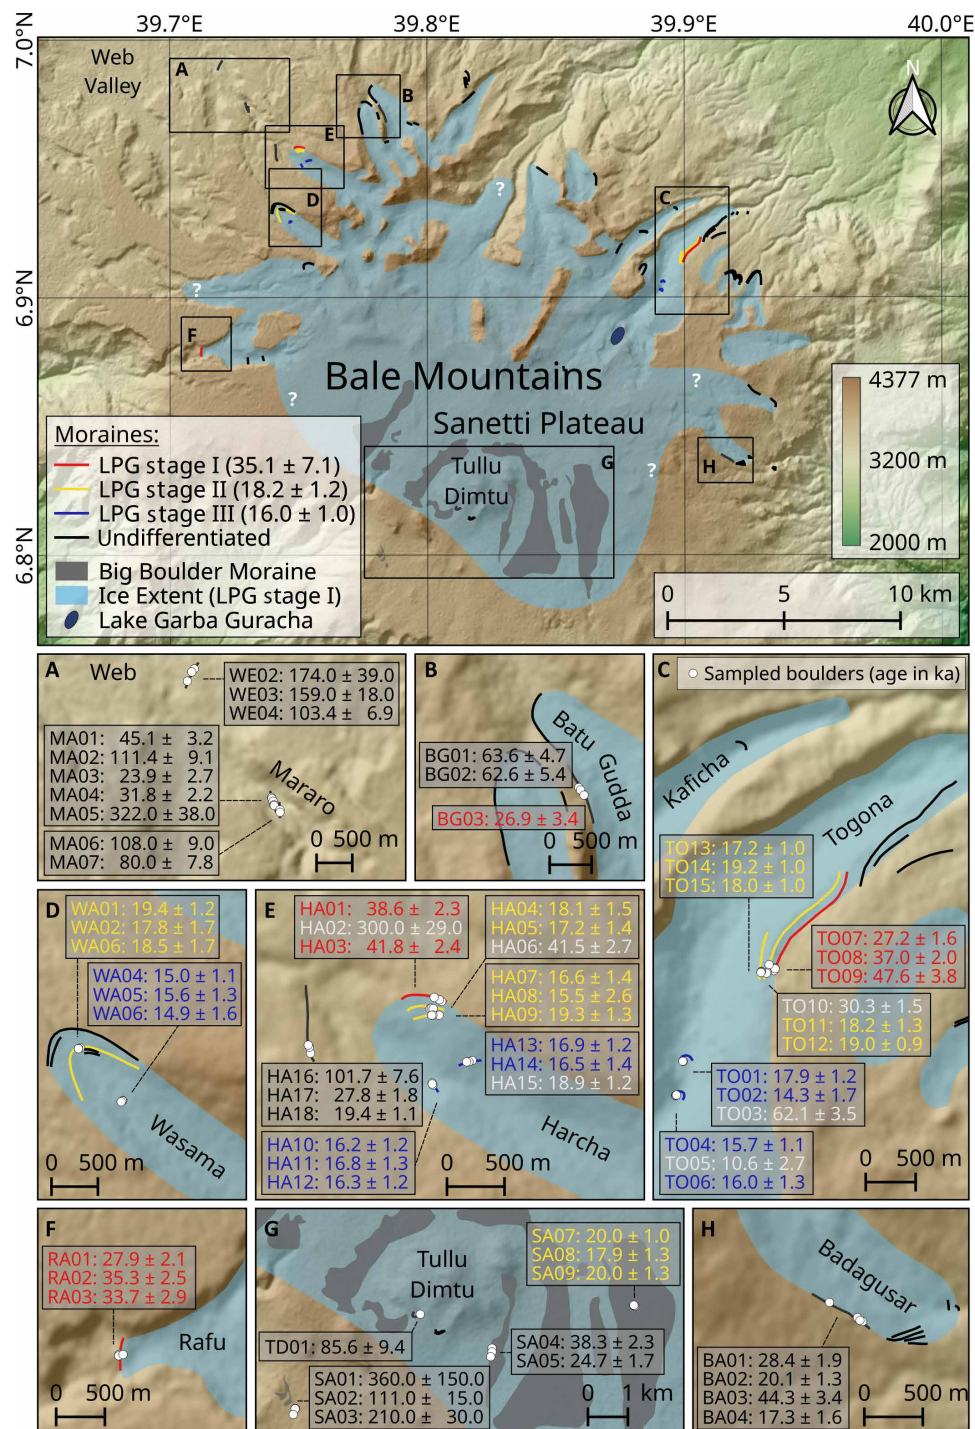 39.7°E 39.8°E 39.9°E 40.0°E
7.0°N
6.9°N
6.8°N
Web
Valley
A
B
E
D
C
F
G
H
N
?
?
?
?
?
Bale Mountains
Sanetti Plateau
Tullu
Dimtu
Moraines:
LPG stage I (35.1 ± 7.1)
LPG stage II (18.2 ± 1.2)
LPG stage III (16.0 ± 1.0)
Undifferentiated
Big Boulder Moraine
Ice Extent (LPG stage I)
Lake Garba Guracha
4377 m
3200 m
2000 m
0 5 10 km
A Web
WE02: 174.0 ± 39.0
WE03: 159.0 ± 18.0
WE04: 103.4 ± 6.9
MA01: 45.1 ± 3.2
MA02: 111.4 ± 9.1
MA03: 23.9 ± 2.7
MA04: 31.8 ± 2.2
MA05: 322.0 ± 38.0
MA06: 108.0 ± 9.0
MA07: 80.0 ± 7.8
Mararo
0 500 m
B
Batu Gudda
BG01: 63.6 ± 4.7
BG02: 62.6 ± 5.4
BG03: 26.9 ± 3.4
0 500 m
C
Sampled boulders (age in ka)
Kaficha
Togona
TO13: 17.2 ± 1.0
TO14: 19.2 ± 1.0
TO15: 18.0 ± 1.0
TO07: 27.2 ± 1.6
TO08: 37.0 ± 2.0
TO09: 47.6 ± 3.8
TO10: 30.3 ± 1.5
TO11: 18.2 ± 1.3
TO12: 19.0 ± 0.9
TO01: 17.9 ± 1.2
TO02: 14.3 ± 1.7
TO03: 62.1 ± 3.5
TO04: 15.7 ± 1.1
TO05: 10.6 ± 2.7
TO06: 16.0 ± 1.3
0 500 m
D
WA01: 19.4 ± 1.2
WA02: 17.8 ± 1.7
WA06: 18.5 ± 1.7
WA04: 15.0 ± 1.1
WA05: 15.6 ± 1.3
WA06: 14.9 ± 1.6
Wasama
0 500 m
E
HA01: 38.6 ± 2.3
HA02: 300.0 ± 29.0
HA03: 41.8 ± 2.4
HA04: 18.1 ± 1.5
HA05: 17.2 ± 1.4
HA06: 41.5 ± 2.7
HA07: 16.6 ± 1.4
HA08: 15.5 ± 2.6
HA09: 19.3 ± 1.3
HA13: 16.9 ± 1.2
HA14: 16.5 ± 1.4
HA15: 18.9 ± 1.2
HA16: 101.7 ± 7.6
HA17: 27.8 ± 1.8
HA18: 19.4 ± 1.1
HA10: 16.2 ± 1.2
HA11: 16.8 ± 1.3
HA12: 16.3 ± 1.2
Harcha
0 500 m
F
RA01: 27.9 ± 2.1
RA02: 35.3 ± 2.5
RA03: 33.7 ± 2.9
Rafu
0 500 m
G
Tullu
Dimtu
SA07: 20.0 ± 1.0
SA08: 17.9 ± 1.3
SA09: 20.0 ± 1.3
TD01: 85.6 ± 9.4
SA04: 38.3 ± 2.3
SA05: 24.7 ± 1.7
SA01: 360.0 ± 150.0
SA02: 111.0 ± 15.0
SA03: 210.0 ± 30.0
0 1 km
H
Badagusar
BA01: 28.4 ± 1.9
BA02: 20.1 ± 1.3
BA03: 44.3 ± 3.4
BA04: 17.3 ± 1.6
0 500 m